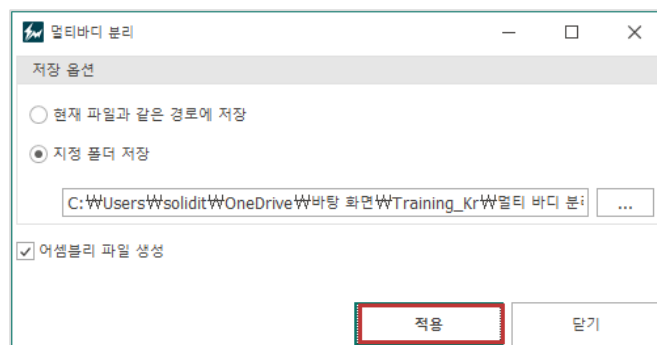 멀티바디 분리
저장 옵션
현재 파일과 같은 경로에 저장
지정 폴더 저장
C:₩Users₩solidit₩OneDrive₩바탕 화면₩Training_Kr₩멀티 바디 분
...
어셈블리 파일 생성
적용
닫기